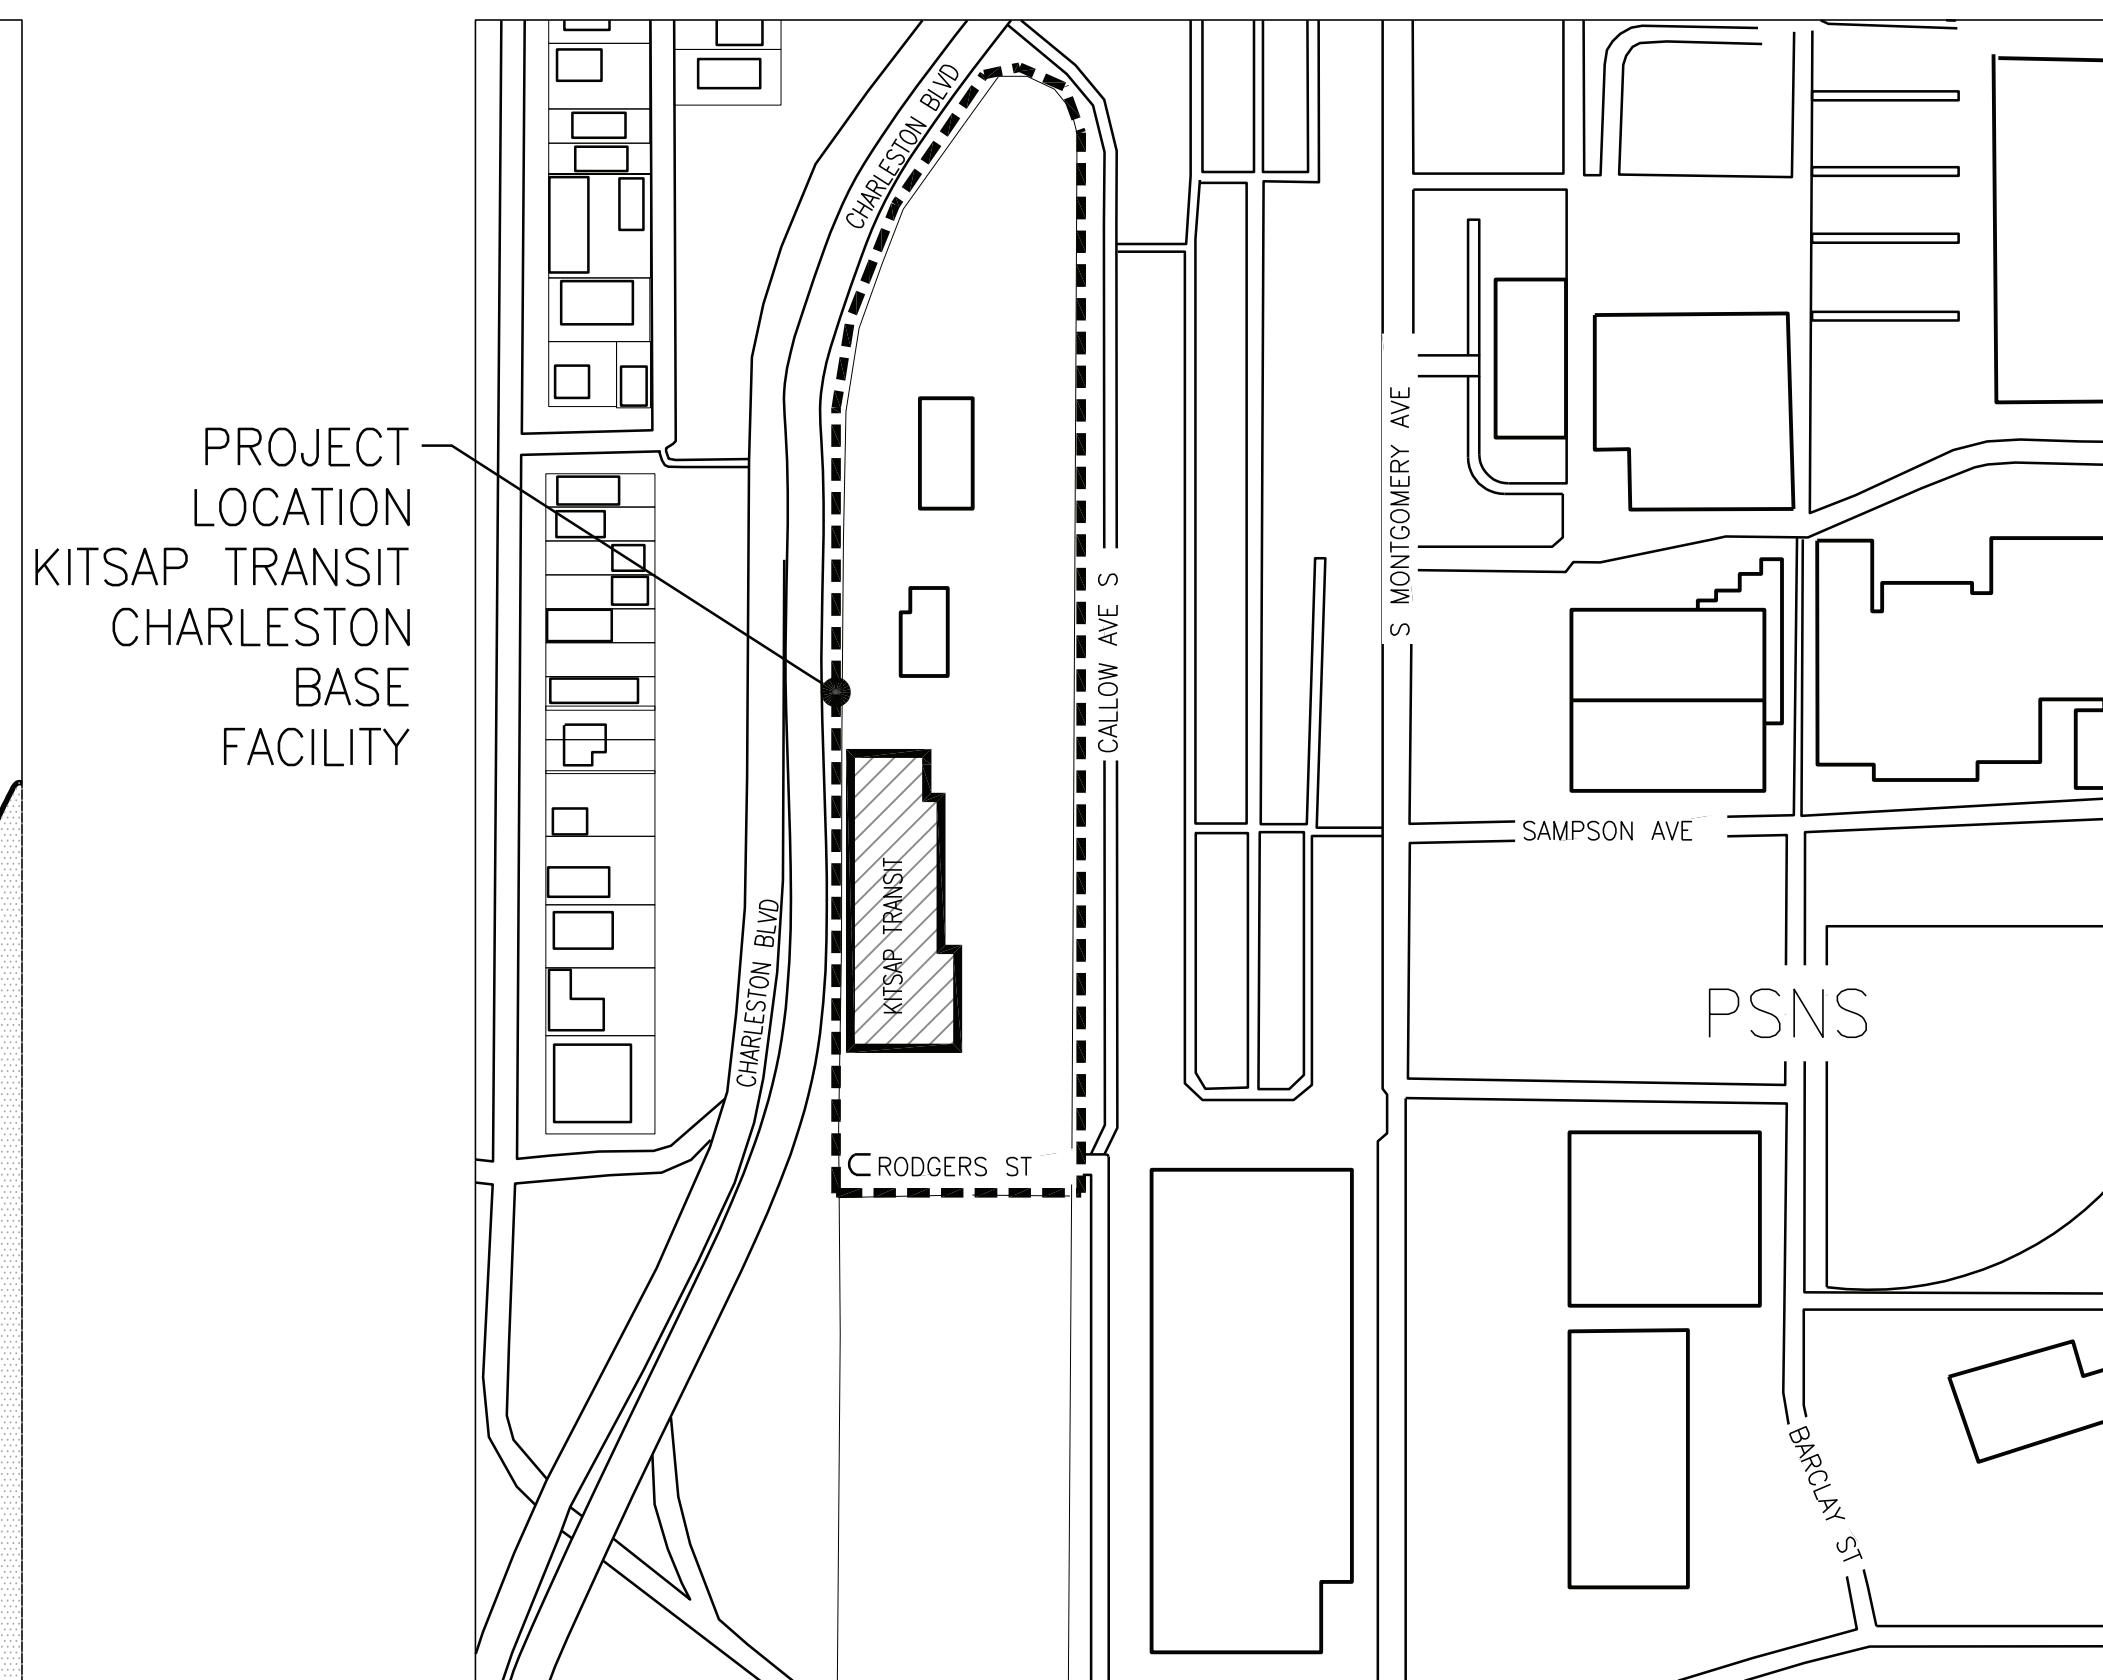 CHARLESTON BLVD
PROJECT
LOCATION
KITSAP TRANSIT
CHARLESTON
BASE
FACILITY
S MONTGOMERY AVE
CALLOW AVE S
SAMPSON AVE
KITSAP TRANSIT
CHARLESTON BLVD
PSNS
RODGERS ST
BARCLAY ST